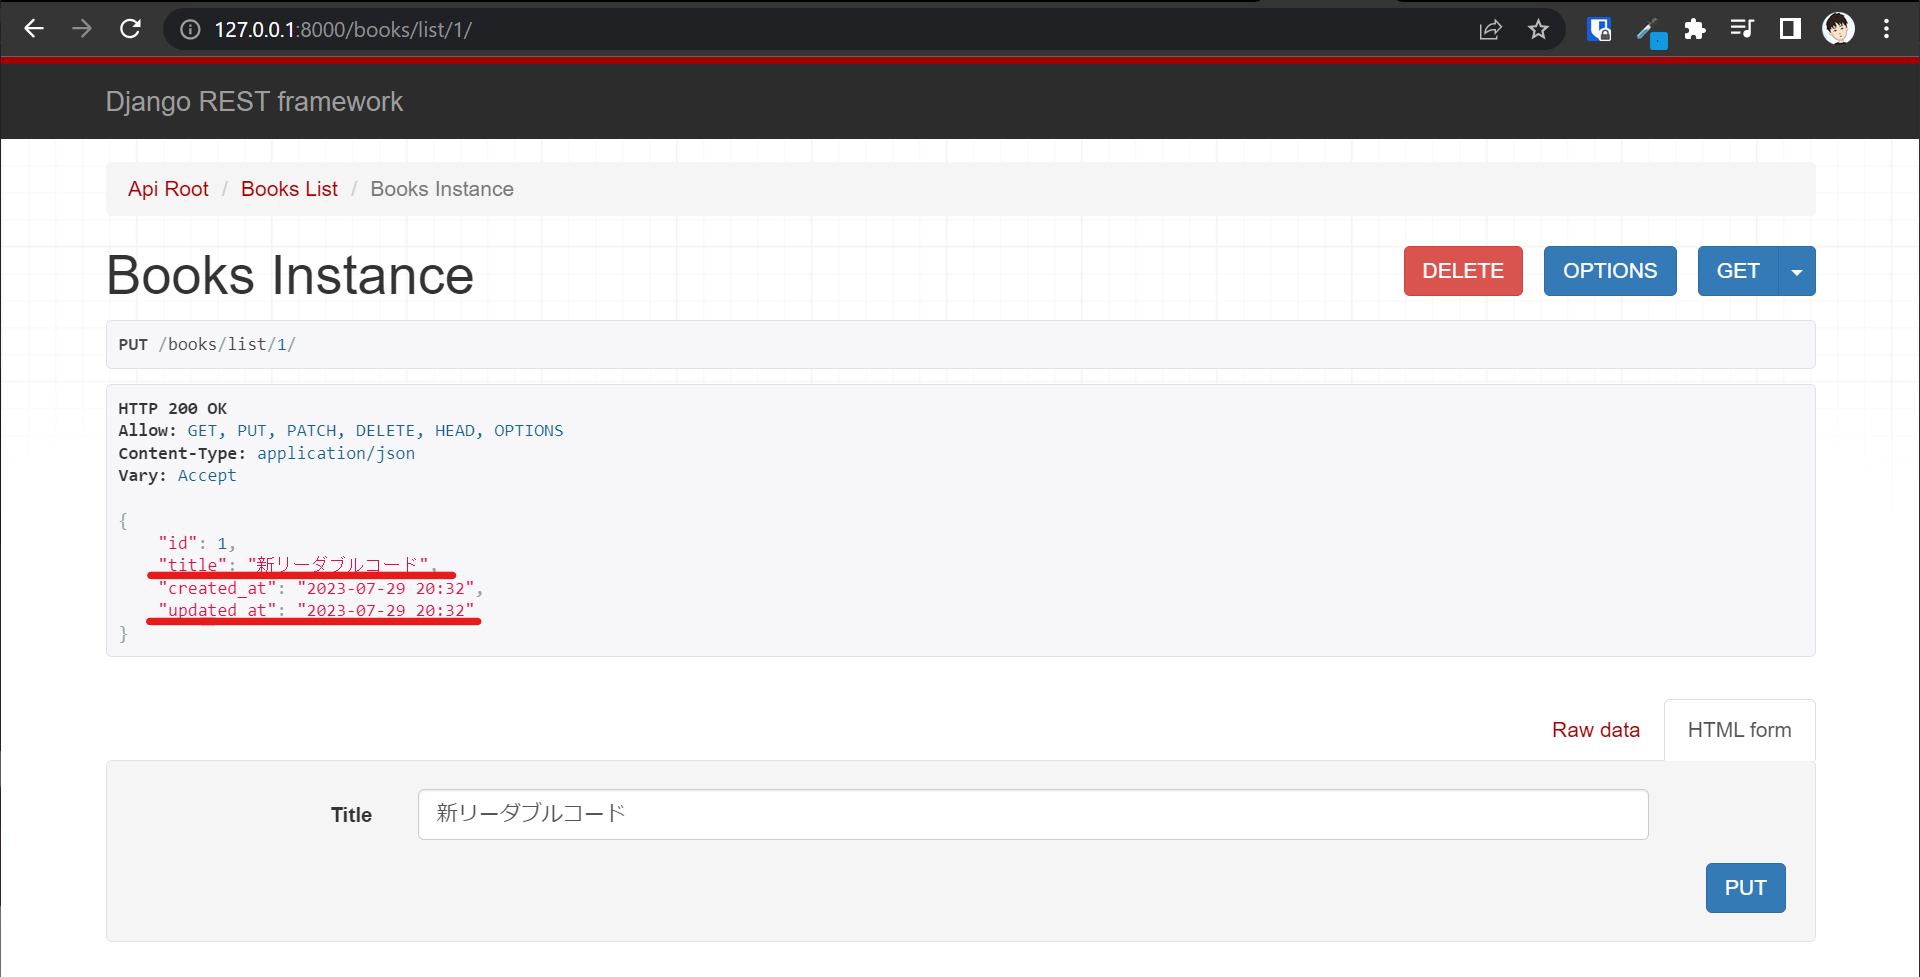 127.0.0.1:8000/books/list/1/
Django REST framework
Api Root / Books List / Books Instance
Books Instance
DELETE
OPTIONS
GET
PUT /books/list/1/
HTTP 200 OK
Allow: GET, PUT, PATCH, DELETE, HEAD, OPTIONS
Content-Type: application/json
Vary: Accept
{
"id": 1,
"title": "新リーダブルコード",
"created_at": "2023-07-29 20:32",
"updated_at": "2023-07-29 20:32"
}
Raw data
HTML form
Title
新リーダブルコード
PUT